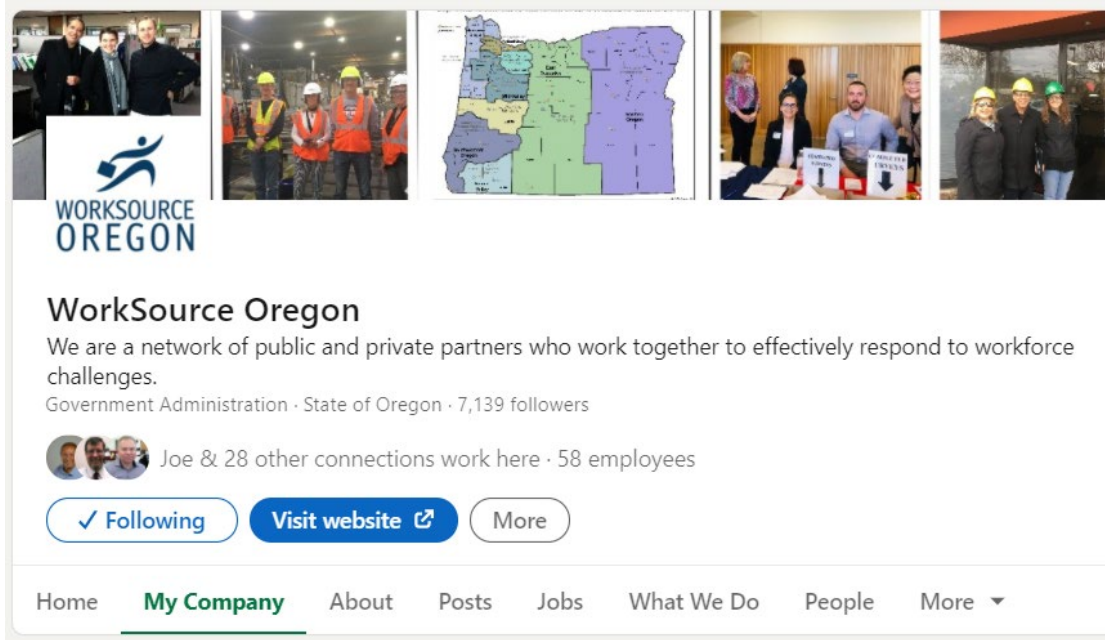 WORKSOURCE
OREGON
WorkSource Oregon
We are a network of public and private partners who work together to effectively respond to workforce
challenges.
Government Administration · State of Oregon · 7,139 followers
Joe & 28 other connections work here · 58 employees
✓ Following
Visit website
More
Home
My Company
About
Posts
Jobs
What We Do
People
More